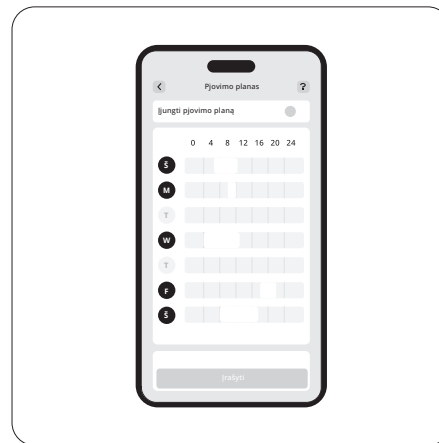 Pjovimo planas ?
Įjungti pjovimo planą
0 4 8 12 16 20 24
Š
M
T
W
T
F
Š
Įrašyti